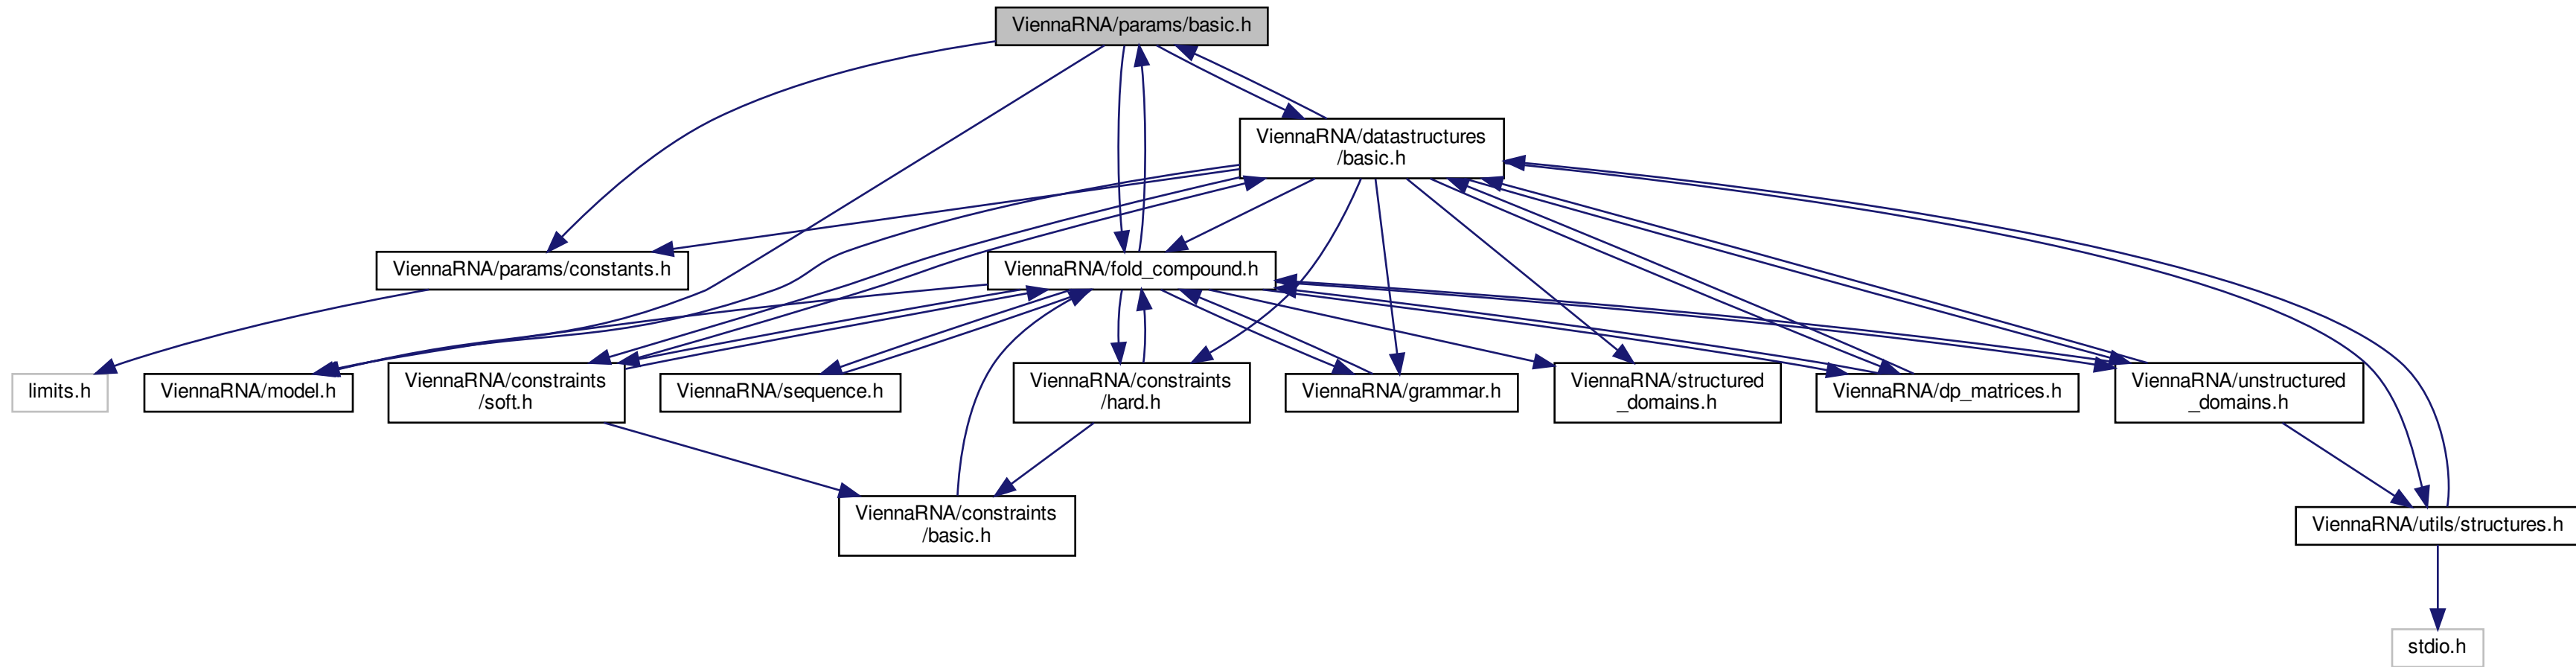 ViennaRNA/params/basic.h
ViennaRNA/datastructures
/basic.h
ViennaRNA/params/constants.h
ViennaRNA/fold_compound.h
limits.h
ViennaRNA/model.h
ViennaRNA/constraints
/soft.h
ViennaRNA/sequence.h
ViennaRNA/constraints
/hard.h
ViennaRNA/grammar.h
ViennaRNA/structured
_domains.h
ViennaRNA/dp_matrices.h
ViennaRNA/unstructured
_domains.h
ViennaRNA/constraints
/basic.h
ViennaRNA/utils/structures.h
stdio.h